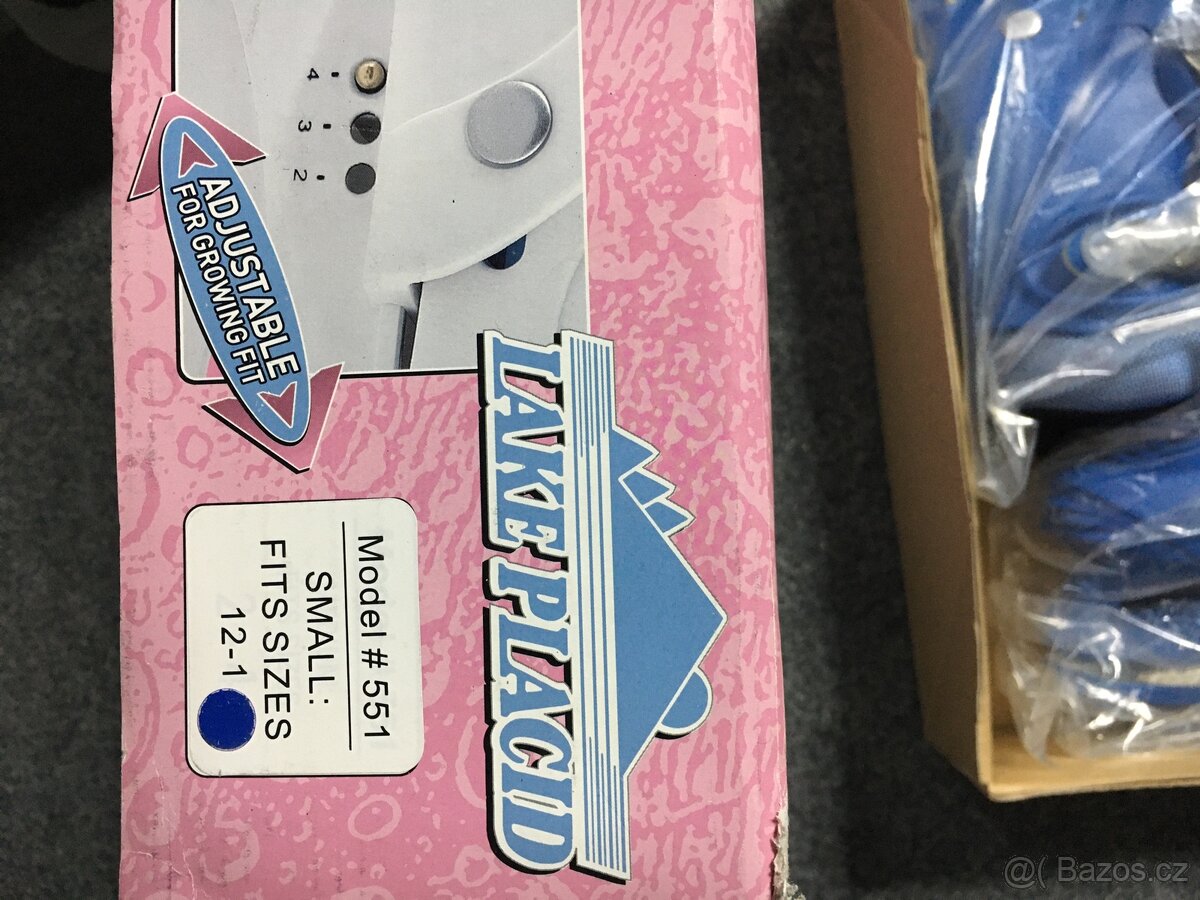 4
3
2
ADJUSTABLE
FOR GROWING FIT
LAKE PLACID
Model # 551
SMALL:
FITS SIZES
12-1
@( Bazos.cz